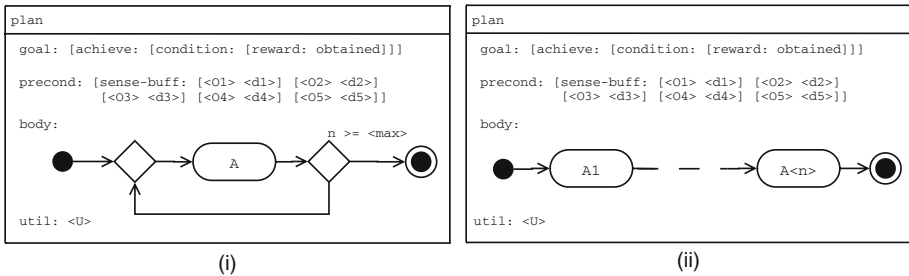 plan
goal: [achieve: [condition: [reward: obtained]]]
precond: [sense-buff: [<O1> <d1>] [<O2> <d2>]
[<O3> <d3>] [<O4> <d4>] [<O5> <d5>]]
body:
n >= <max>
A
util: <U>
(i)
plan
goal: [achieve: [condition: [reward: obtained]]]
precond: [sense-buff: [<O1> <d1>] [<O2> <d2>]
[<O3> <d3>] [<O4> <d4>] [<O5> <d5>]]
body:
A1 A<n>
util: <U>
(ii)